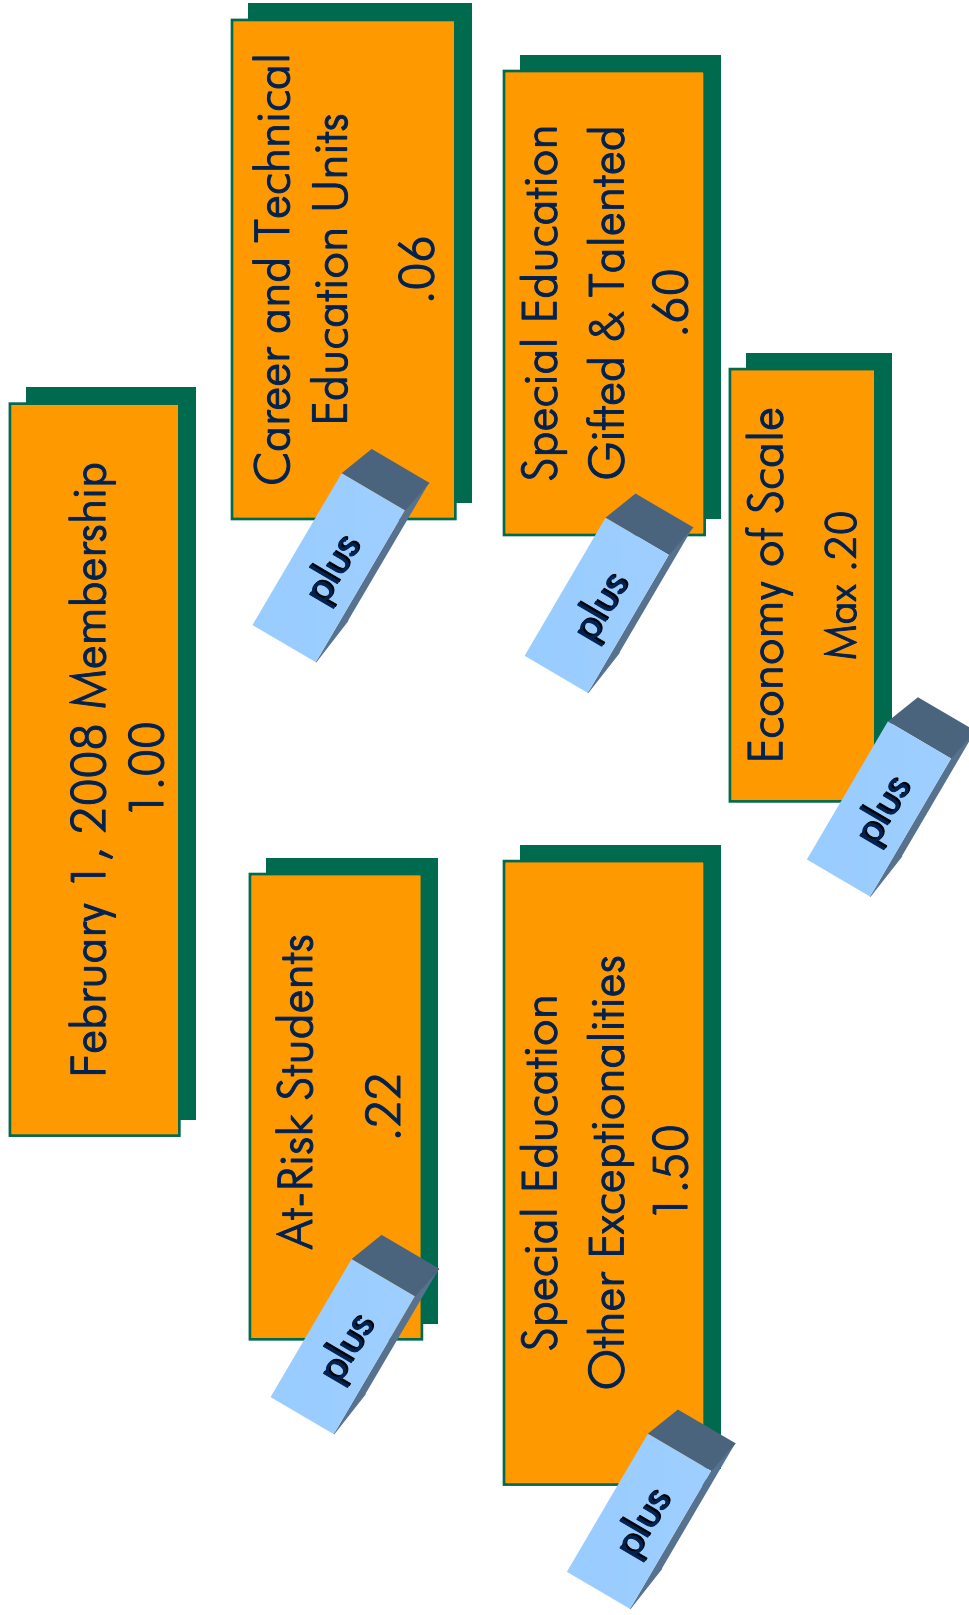 February 1, 2008 Membership
1.00
plus
At-Risk Students
.22
plus
Career and Technical
Education Units
.06
plus
Special Education
Other Exceptionalities
1.50
plus
Special Education
Gifted & Talented
.60
plus
Economy of Scale
Max .20